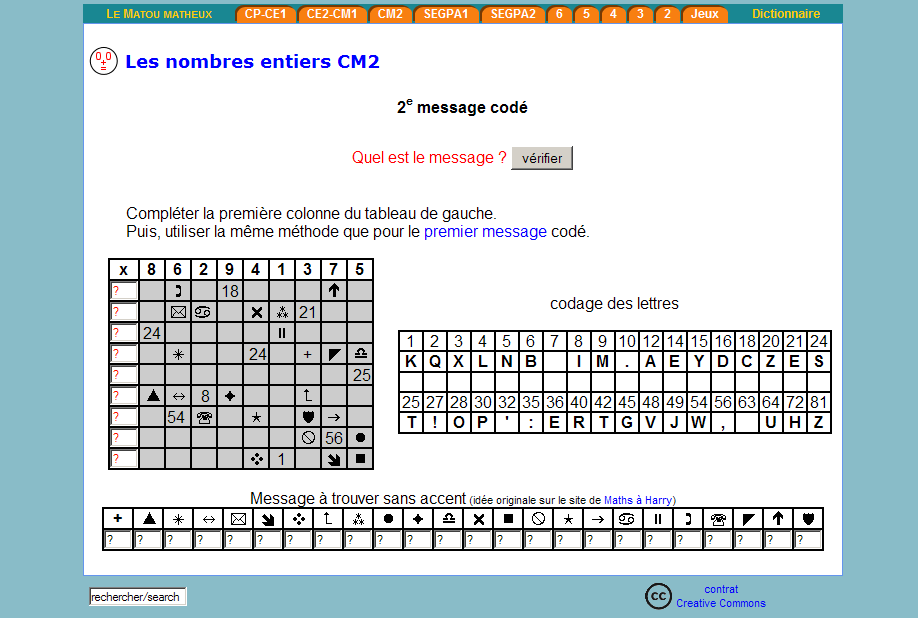 LE MATOU MATHEUX CP-CE1 CE2-CM1 CM2 SEGPA1 SEGPA2 6 5 4 3 2 Jeux Dictionnaire
Les nombres entiers CM2
2e message codé
Quel est le message ? vérifier
Compléter la première colonne du tableau de gauche.
Puis, utiliser la même méthode que pour le premier message codé.
x 8 6 2 9 4 1 3 7 5
? 18
? 21
? 24
? 24 +
? 25
? 8
? 54
? 56
? 1
codage des lettres
1 2 3 4 5 6 7 8 9 10 12 14 15 16 18 20 21 24
K Q X L N B I M . A E Y D C Z E S
25 27 28 30 32 35 36 40 42 45 48 49 54 56 63 64 72 81
T ! O P ' : E R T G V J W , U H Z
Message à trouver sans accent (idée originale sur le site de Maths à Harry)
+
? ? ? ? ? ? ? ? ? ? ? ? ? ? ? ? ? ? ? ? ? ? ? ?
rechercher/search
cc contrat
Creative Commons